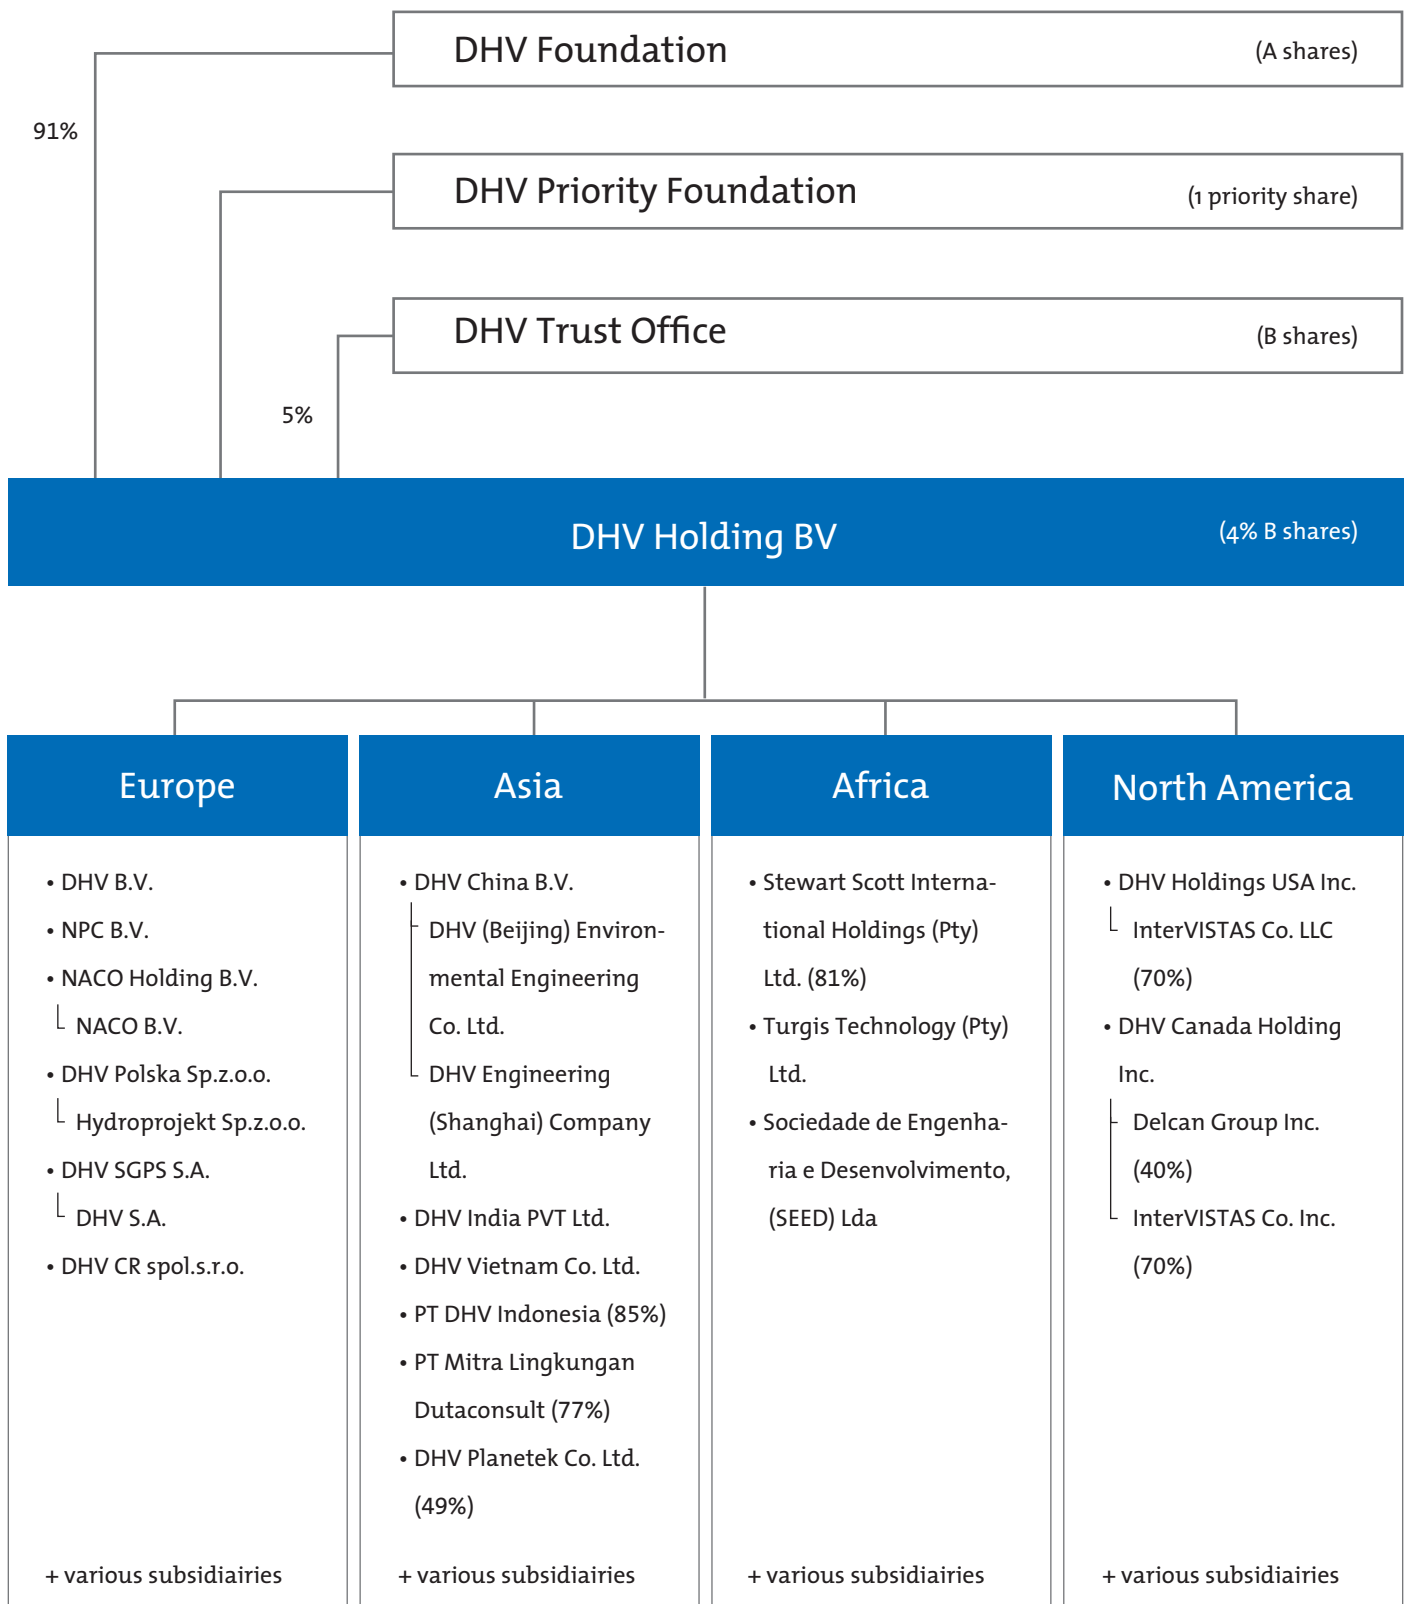 DHV Foundation (A shares)
91%
DHV Priority Foundation (1 priority share)
DHV Trust Office (B shares)
5%
DHV Holding BV (4% B shares)
Europe
• DHV B.V.
• NPC B.V.
• NACO Holding B.V.
NACO B.V.
• DHV Polska Sp.z.o.o.
Hydroprojekt Sp.z.o.o.
• DHV SGPS S.A.
DHV S.A.
• DHV CR spol.s.r.o.
+ various subsidiairies
Asia
• DHV China B.V.
DHV (Beijing) Environ-
mental Engineering
Co. Ltd.
DHV Engineering
(Shanghai) Company
Ltd.
• DHV India PVT Ltd.
• DHV Vietnam Co. Ltd.
• PT DHV Indonesia (85%)
• PT Mitra Lingkungan
Dutaconsult (77%)
• DHV Planetek Co. Ltd.
(49%)
+ various subsidiairies
Africa
• Stewart Scott Interna-
tional Holdings (Pty)
Ltd. (81%)
• Turgis Technology (Pty)
Ltd.
• Sociedade de Engenha-
ria e Desenvolvimento,
(SEED) Lda
+ various subsidiairies
North America
• DHV Holdings USA Inc.
InterVISTAS Co. LLC
(70%)
• DHV Canada Holding
Inc.
Delcan Group Inc.
(40%)
InterVISTAS Co. Inc.
(70%)
+ various subsidiairies